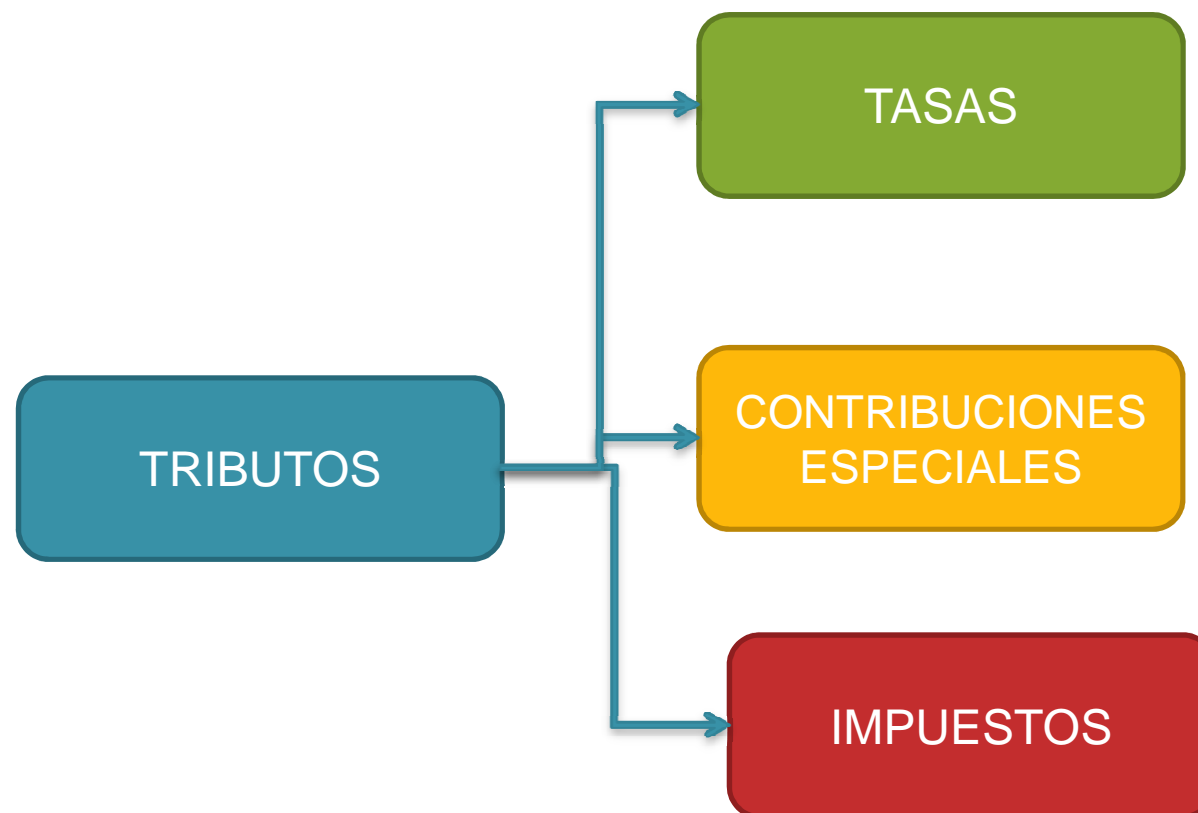 TASAS
TRIBUTOS
CONTRIBUCIONES
ESPECIALES
IMPUESTOS